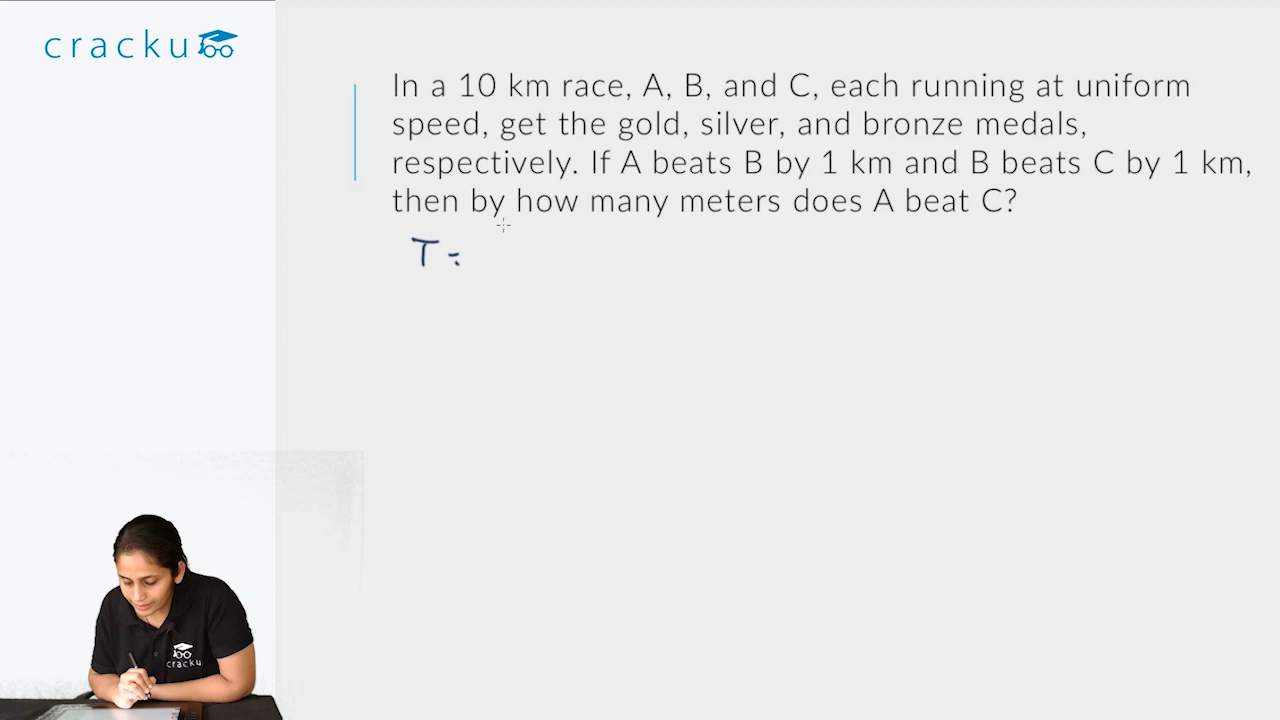 cracku
In a 10 km race, A, B, and C, each running at uniform
speed, get the gold, silver, and bronze medals,
respectively. If A beats B by 1 km and B beats C by 1 km,
then by how many meters does A beat C?
T =
cracku